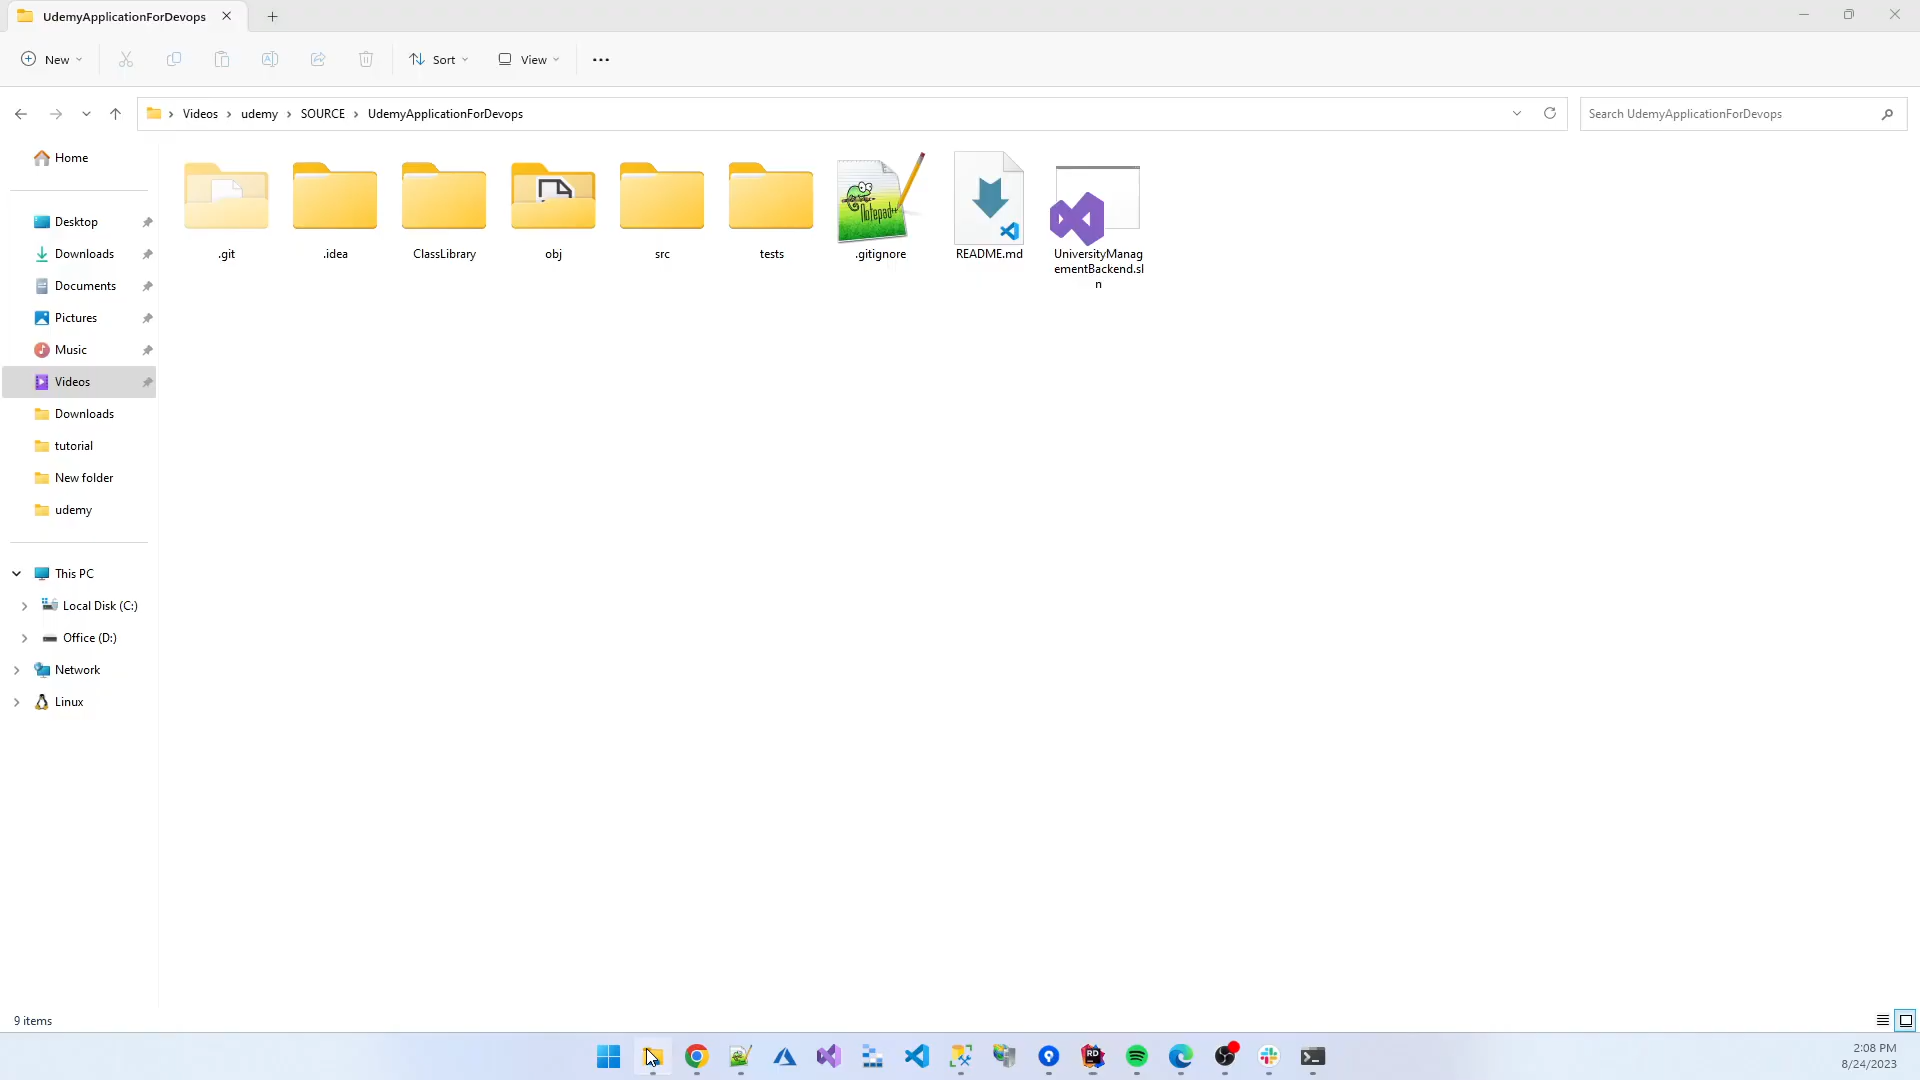 UdemyApplicationForDevops
New
Sort
View
Videos
udemy
SOURCE
UdemyApplicationForDevops
Search UdemyApplicationForDevops
Home
Desktop
Downloads
Documents
Pictures
Music
Videos
Downloads
tutorial
New folder
udemy
This PC
Local Disk (C:)
Office (D:)
Network
Linux
.git
.idea
ClassLibrary
obj
src
tests
Notepad++
.gitignore
README.md
UniversityManag
ementBackend.sl
n
9 items
RD
2:08 PM
8/24/2023